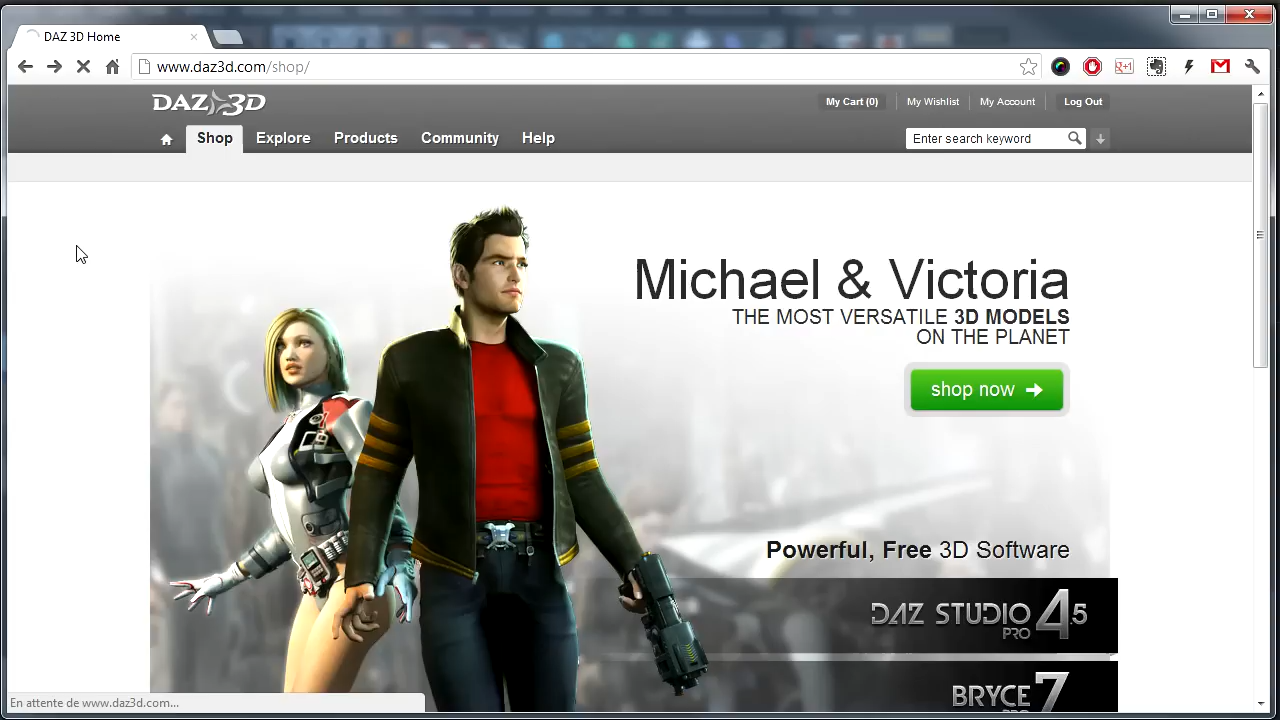 DAZ 3D Home
www.daz3d.com/shop/
g+1
DAZ 3D
My Cart (0)
My Wishlist
My Account
Log Out
Shop
Explore
Products
Community
Help
Enter search keyword
Michael & Victoria
THE MOST VERSATILE 3D MODELS
ON THE PLANET
shop now
Powerful, Free 3D Software
DAZ STUDIO 4.5
PRO
BRYCE 7
PRO
En attente de www.daz3d.com...